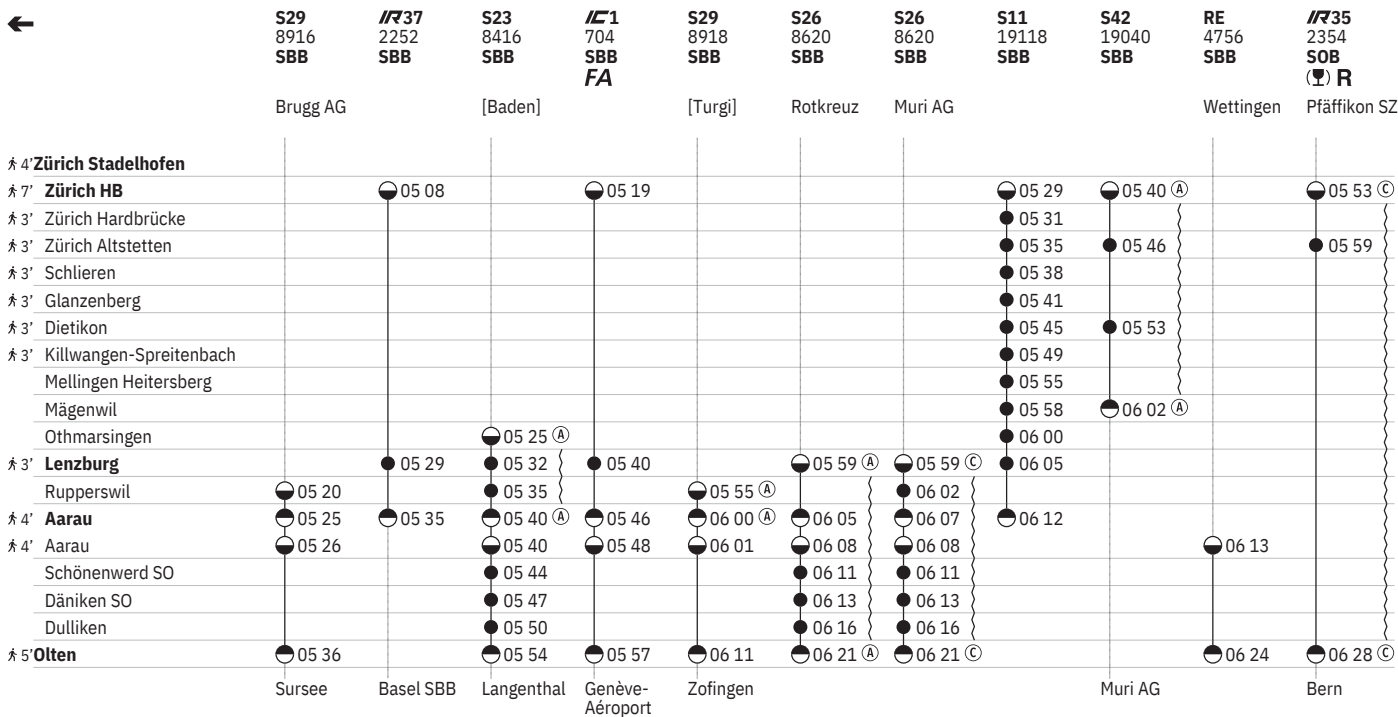 ← S29 IR37 S23 IC1 S29 S26 S26 S11 S42 RE IR35
8916 2252 8416 704 8918 8620 8620 19118 19040 4756 2354
SBB SBB SBB SBB SBB SBB SBB SBB SBB SBB SOB
FA R
Brugg AG [Baden] [Turgi] Rotkreuz Muri AG Wettingen Pfäffikon SZ
4’ Zürich Stadelhofen
7’ Zürich HB 05 08 05 19 05 29 05 40 Ⓐ 05 53 Ⓒ
3’ Zürich Hardbrücke 05 31
3’ Zürich Altstetten 05 35 05 46 05 59
3’ Schlieren 05 38
3’ Glanzenberg 05 41
3’ Dietikon 05 45 05 53
3’ Killwangen-Spreitenbach 05 49
Mellingen Heitersberg 05 55
Mägenwil 05 58 06 02 Ⓐ
Othmarsingen 05 25 Ⓐ 06 00
3’ Lenzburg 05 29 05 32 05 40 05 59 Ⓐ 05 59 Ⓒ 06 05
Rupperswil 05 20 05 35 05 55 Ⓐ 06 02
4’ Aarau 05 25 05 35 05 40 Ⓐ 05 46 06 00 Ⓐ 06 05 06 07 06 12
4’ Aarau 05 26 05 40 05 48 06 01 06 08 06 08 06 13
Schönenwerd SO 05 44 06 11 06 11
Däniken SO 05 47 06 13 06 13
Dulliken 05 50 06 16 06 16
5’ Olten 05 36 05 54 05 57 06 11 06 21 Ⓐ 06 21 Ⓒ 06 24 06 28 Ⓒ
Sursee Basel SBB Langenthal Genève- Zofingen Muri AG Bern
Aéroport